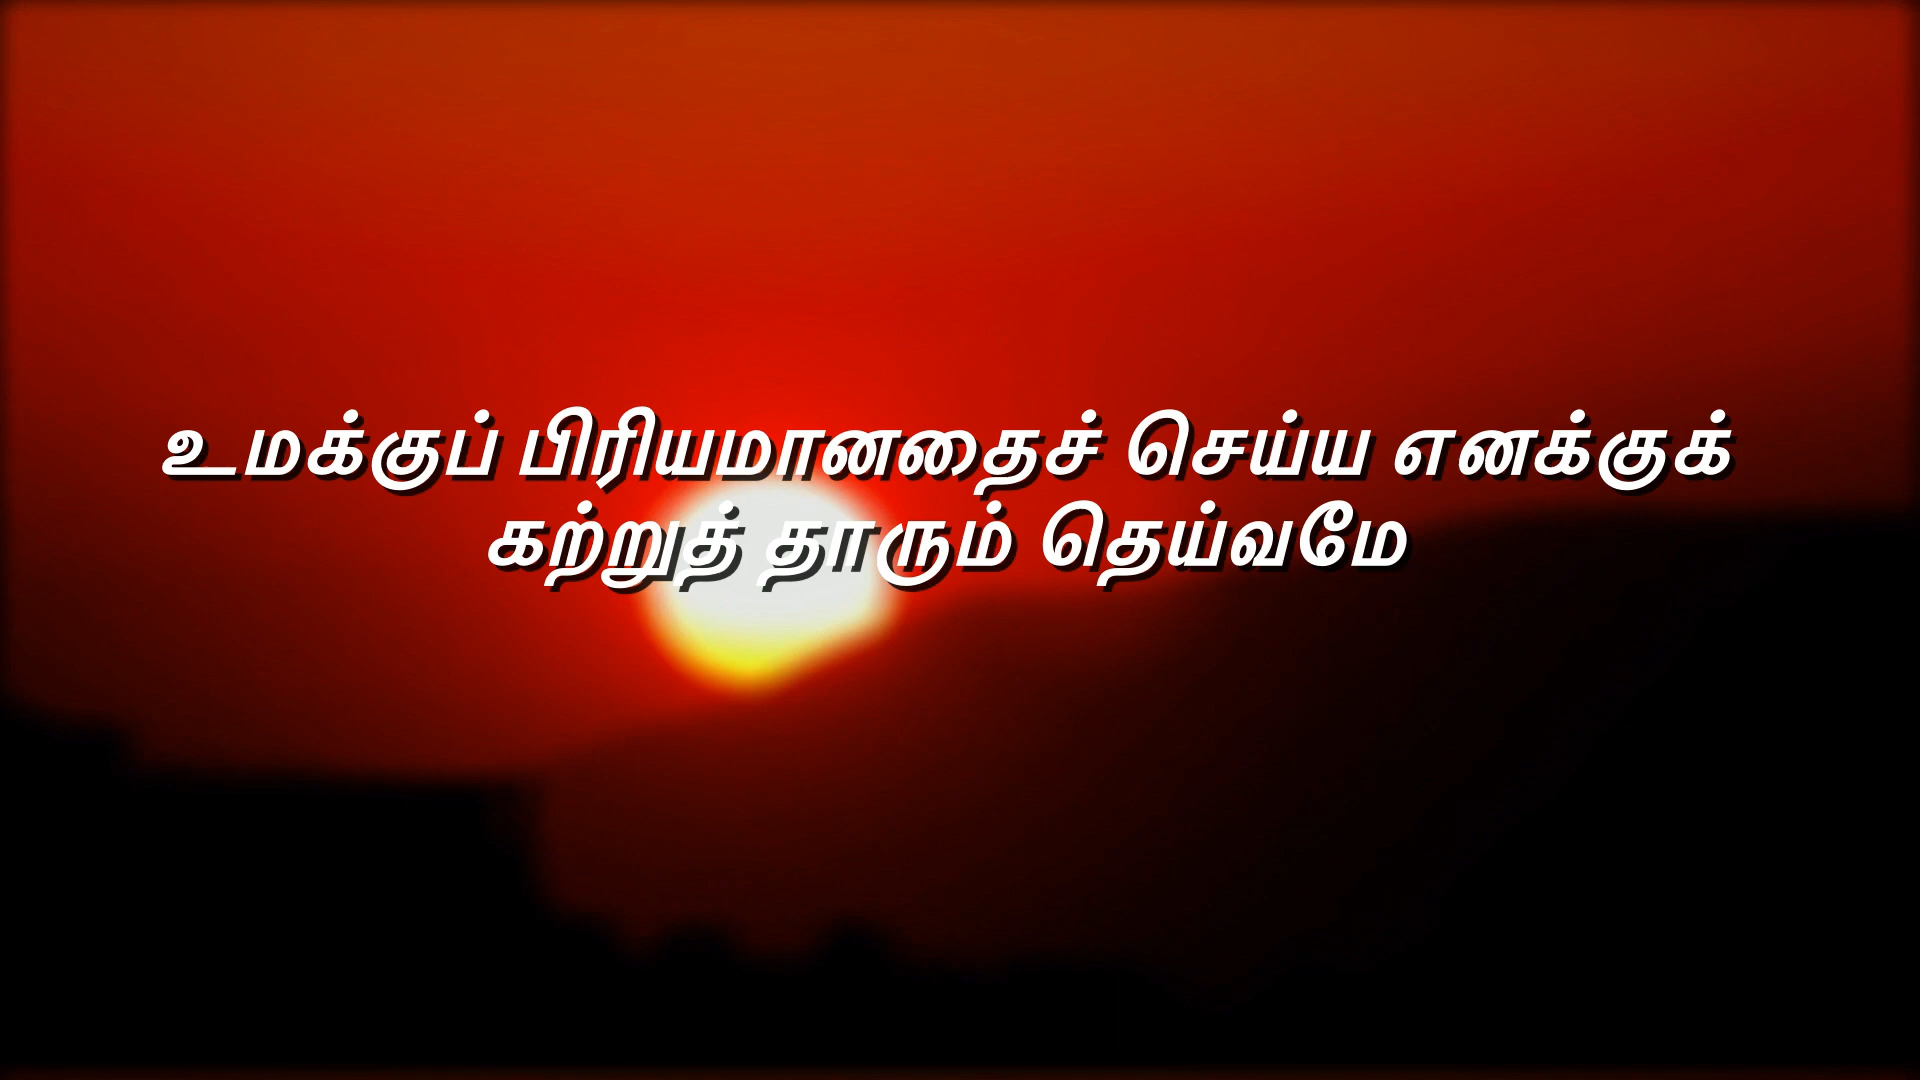 உமக்குப் பிரியமானதைச் செய்ய எனக்குக்
கற்றுத் தாரும் தெய்வமே